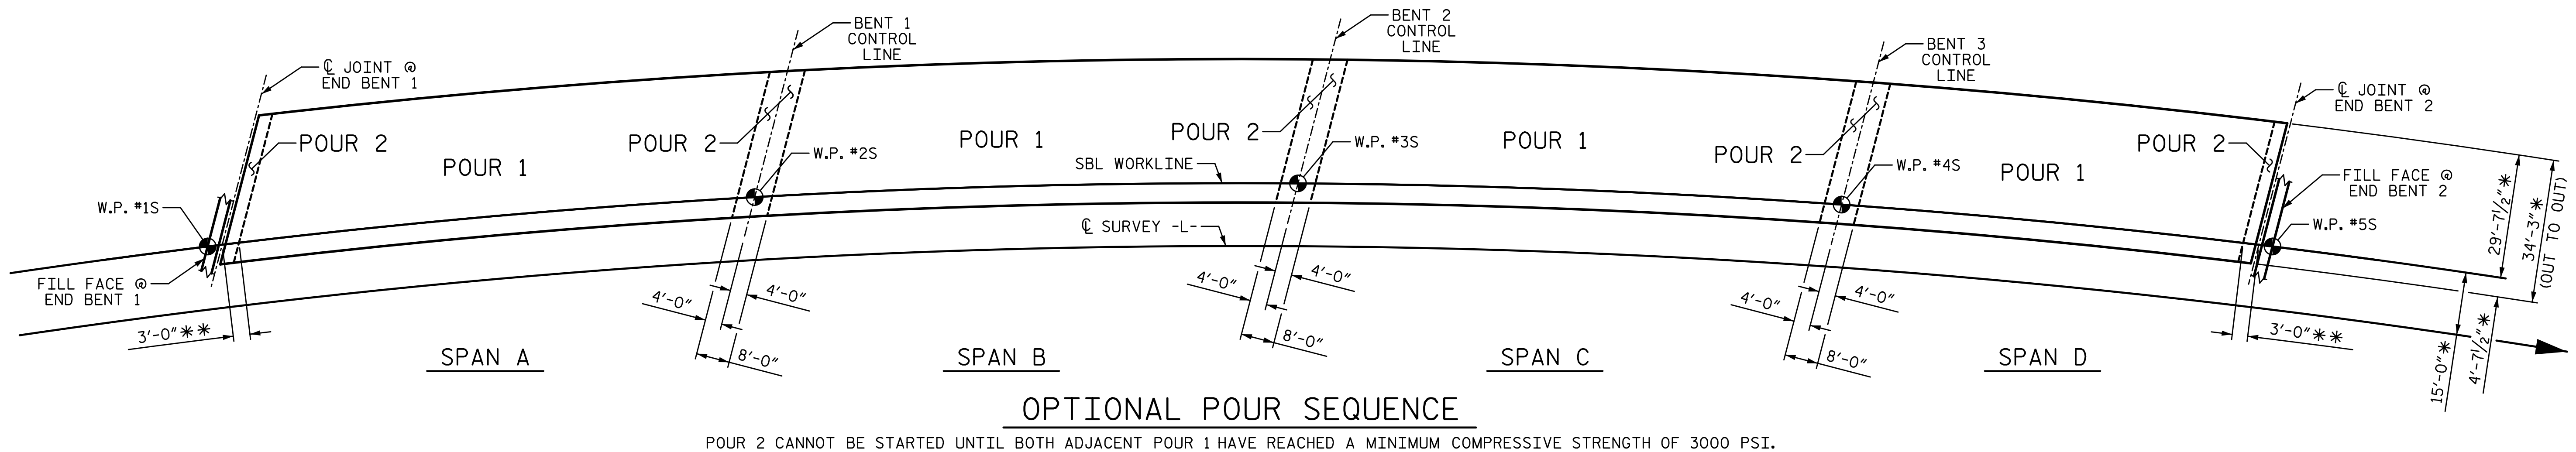 BENT 1
CONTROL
LINE
BENT 2
CONTROL
LINE
BENT 3
CONTROL
LINE
℄ JOINT @
END BENT 1
℄ JOINT @
END BENT 2
POUR 2
POUR 1
POUR 2
POUR 1
POUR 2
POUR 1
POUR 2
POUR 1
POUR 2
W.P. #1S
W.P. #2S
W.P. #3S
W.P. #4S
W.P. #5S
SBL WORKLINE
℄ SURVEY -L-
FILL FACE @
END BENT 1
FILL FACE @
END BENT 2
3'-0"**
4'-0"
4'-0"
8'-0"
4'-0"
4'-0"
8'-0"
4'-0"
4'-0"
8'-0"
3'-0"**
29'-7½"*
34'-3"*
(OUT TO OUT)
15'-0"*
4'-7½"*
SPAN A
SPAN B
SPAN C
SPAN D
OPTIONAL POUR SEQUENCE
POUR 2 CANNOT BE STARTED UNTIL BOTH ADJACENT POUR 1 HAVE REACHED A MINIMUM COMPRESSIVE STRENGTH OF 3000 PSI.